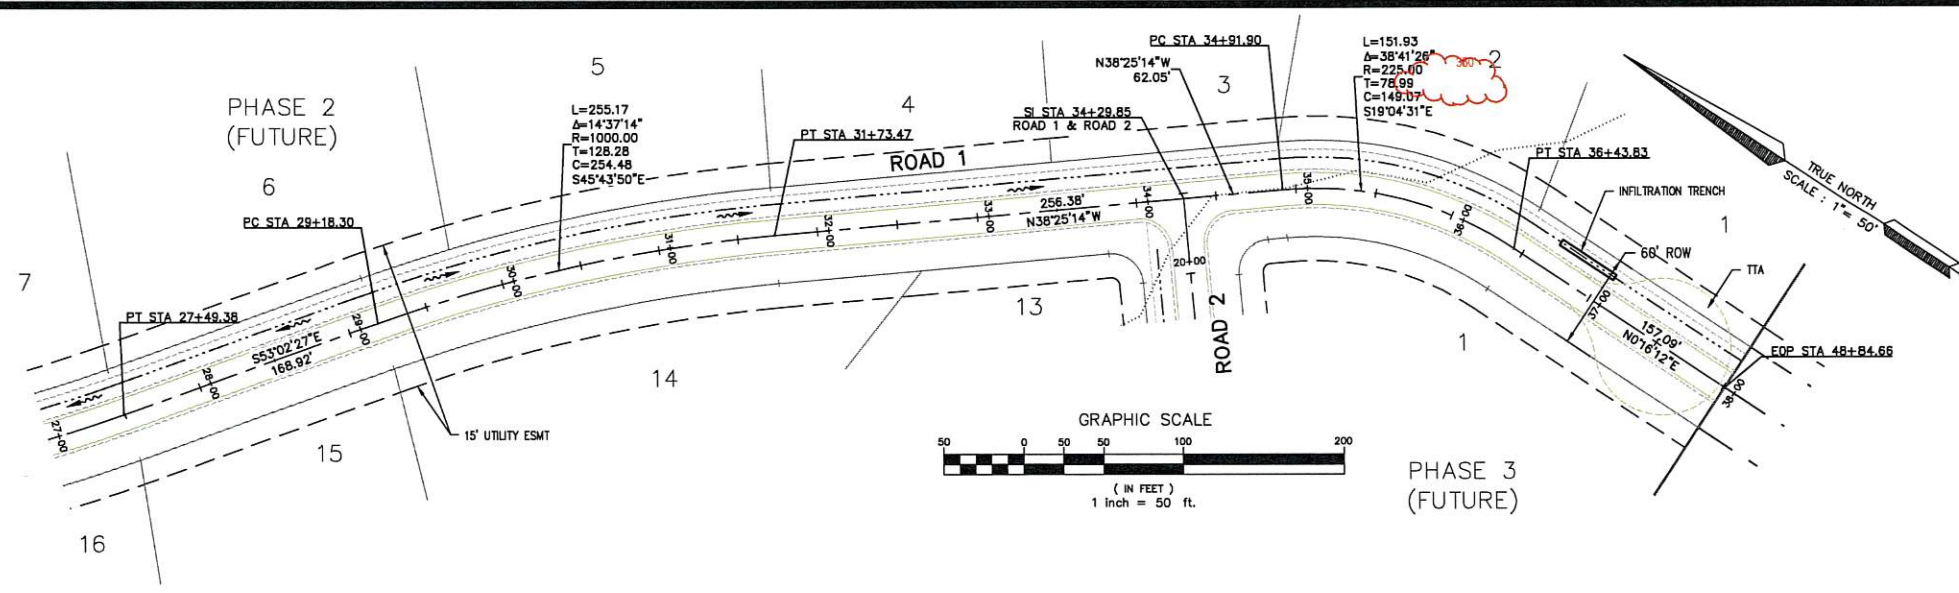 PHASE 2
(FUTURE)
5
4
3
2
1
6
7
L=255.17
Δ=14°37'14"
R=1000.00
T=128.28
C=254.48
S45°43'50"E
PC STA 34+91.90
N38°25'14"W
62.05'
SI STA 34+29.85
ROAD 1 & ROAD 2
L=151.93
Δ=38°41'26"
R=225.00
T=78.99
C=149.07
S19°04'31"E
PT STA 31+73.47
ROAD 1
PC STA 29+18.30
PT STA 27+49.38
S53°02'27"E
168.92'
256.38'
N38°25'14"W
PT STA 36+43.83
INFILTRATION TRENCH
60' ROW
TTA
TRUE NORTH
SCALE : 1"= 50'
157.09'
N0°16'12"E
EOP STA 48+84.66
27+00
28+00
29+00
30+00
31+00
32+00
33+00
34+00
35+00
36+00
37+00
38+00
20+00
ROAD 2
13
14
15
16
1
15' UTILITY ESMT
GRAPHIC SCALE
50 0 50 50 100 200
( IN FEET )
1 inch = 50 ft.
PHASE 3
(FUTURE)